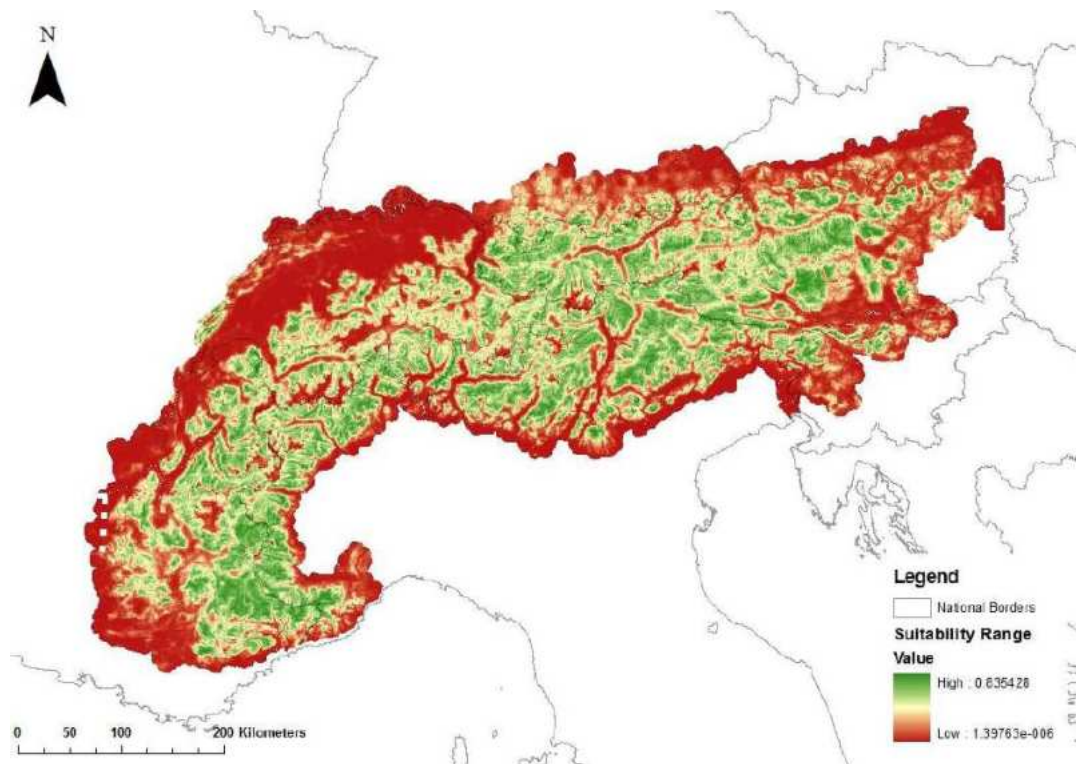 N
Legend
National Borders
Suitability Range
Value
High : 0.835428
Low : 1.39763e-006
0 50 100 200 Kilometers